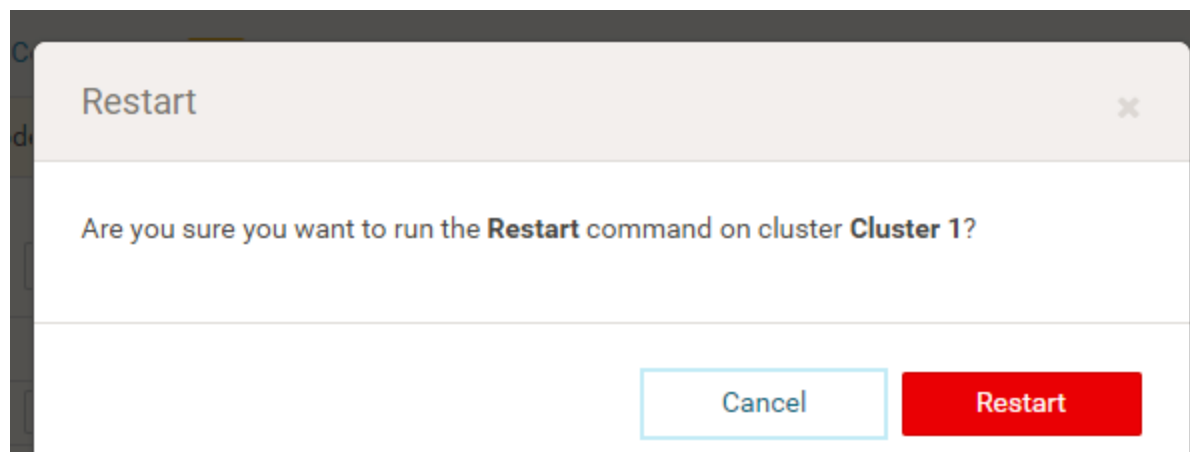 Restart
Are you sure you want to run the Restart command on cluster Cluster 1?
Cancel
Restart